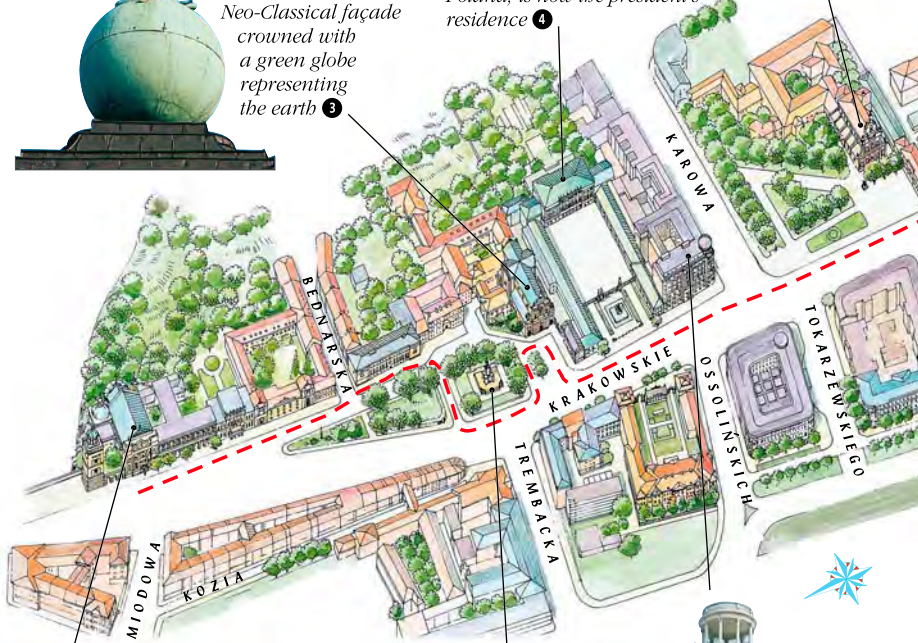 Neo-Classical façade
crowned with
a green globe
representing
the earth 3
residence 4
KAROWA
BEDNARSKA
KRAKOWSKIE
OSSOLIŃSKICH
TOKARZEWSKIEGO
TREMBACKA
MIODOWA
KOZIA